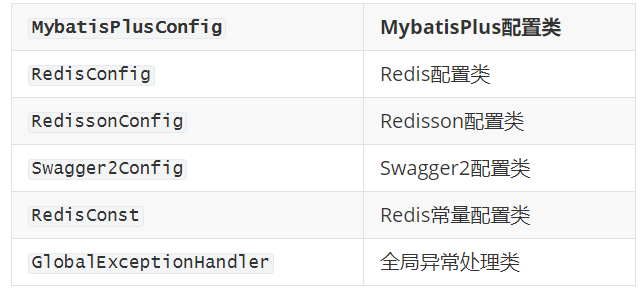 MybatisPlusConfig MybatisPlus配置类
RedisConfig Redis配置类
RedissonConfig Redisson配置类
Swagger2Config Swagger2配置类
RedisConst Redis常量配置类
GlobalExceptionHandler 全局异常处理类